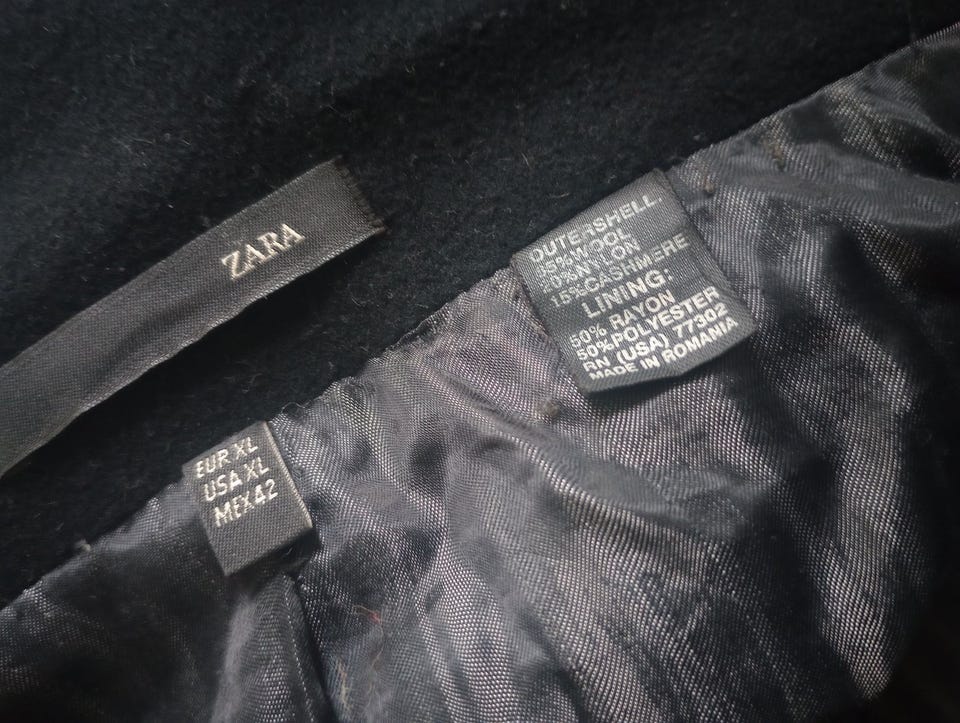 ZARA
EUR XL
USA XL
MEX 42
OUTERSHELL:
%WOOL
20%NYLON
15%CASHMERE
LINING:
50% RAYON
50%POLYESTER
RN (USA) 77302
MADE IN ROMANIA